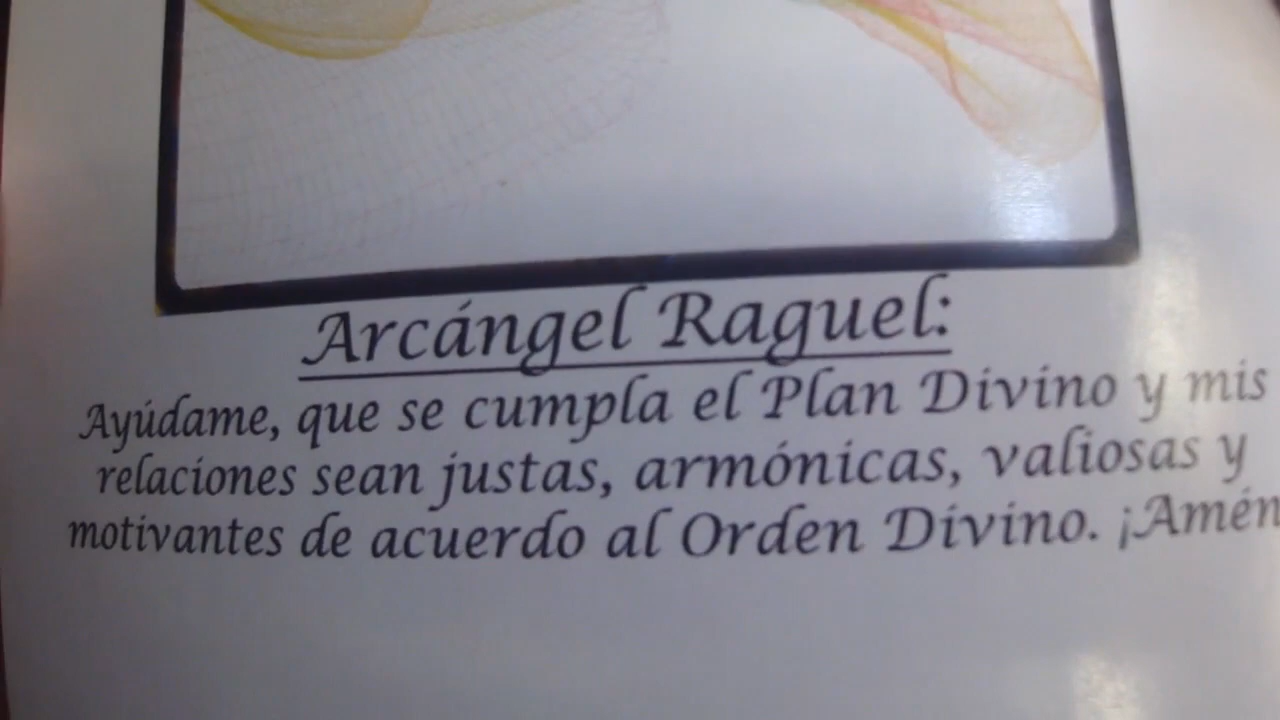 Arcángel Raguel:
Ayúdame, que se cumpla el Plan Divino y mis
relaciones sean justas, armónicas, valiosas y
motivantes de acuerdo al Orden Divino. ¡Amén